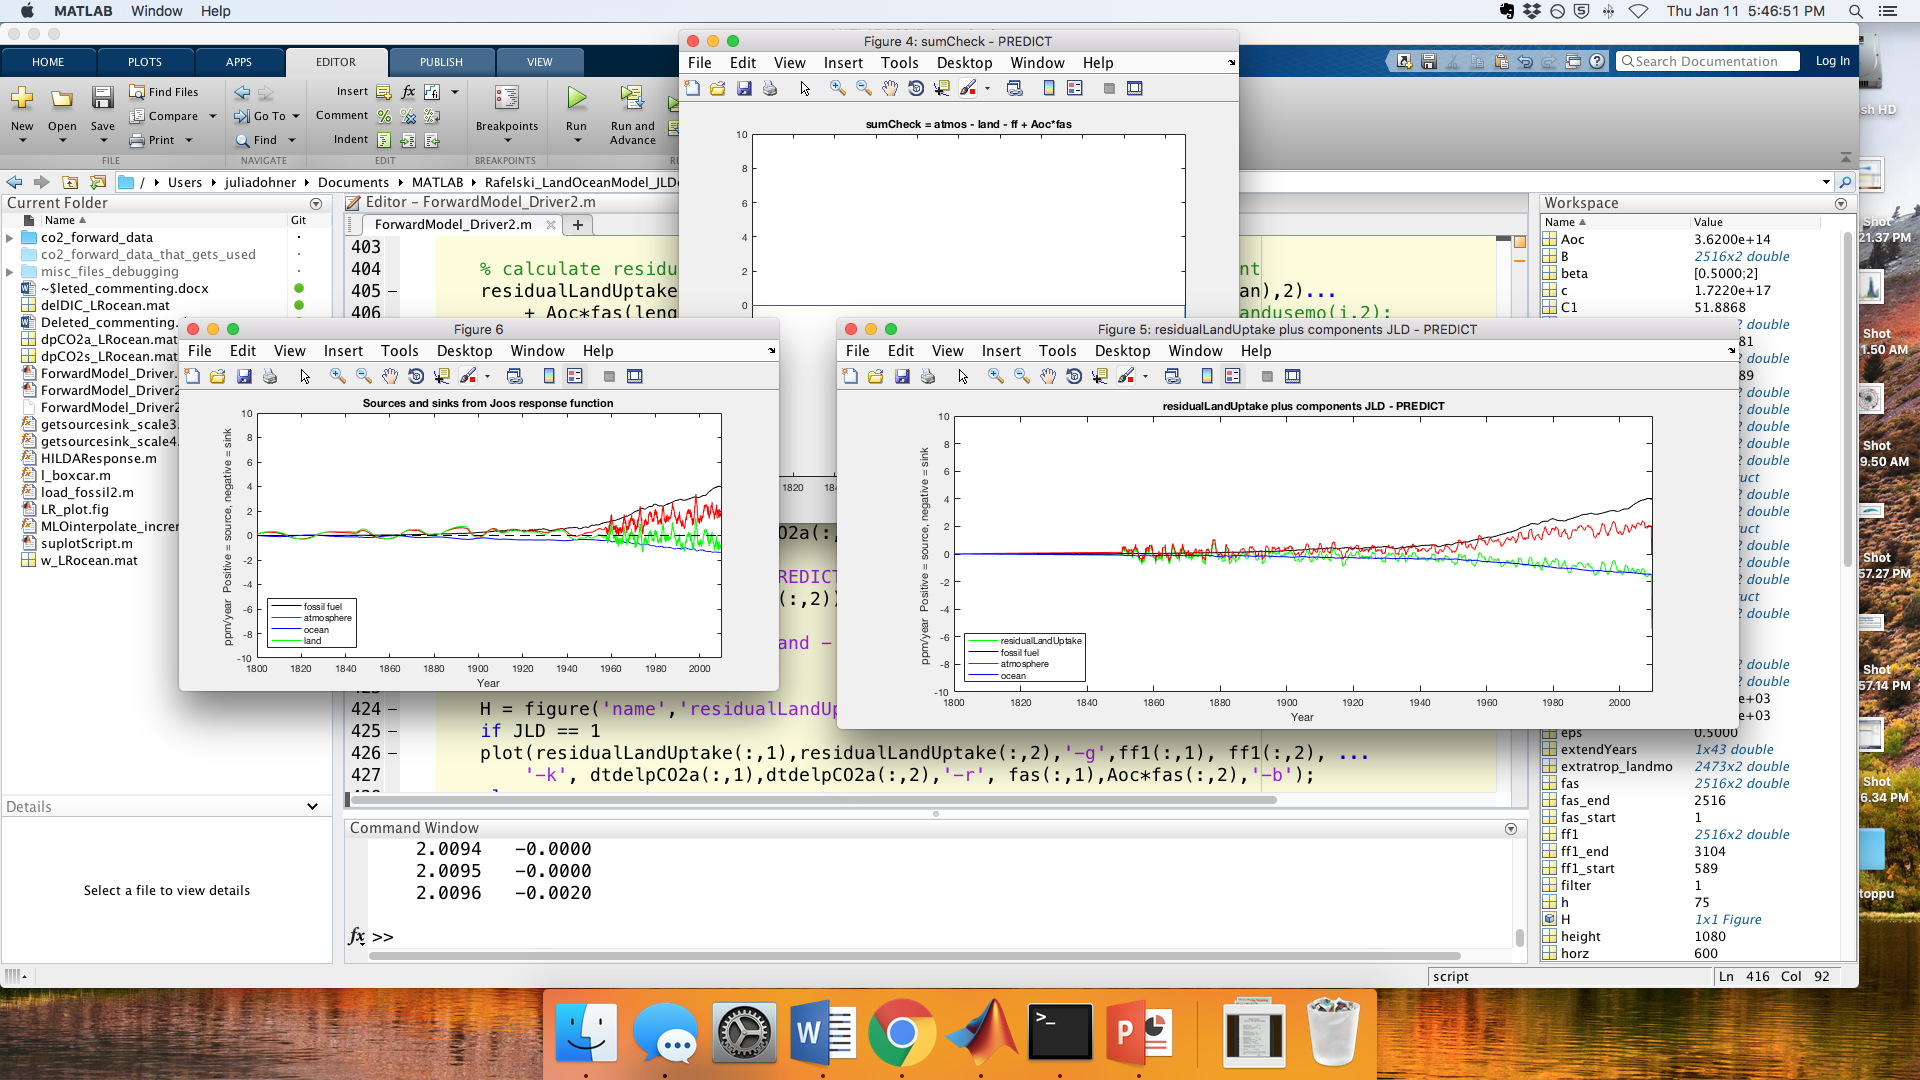 MATLAB Window Help
Thu Jan 11 5:46:51 PM
HOME PLOTS APPS EDITOR PUBLISH VIEW
Search Documentation
Log In
New Open Save
Find Files
Compare
Print
Go To
Find
Insert fx
Comment
Indent
Breakpoints
Run
Run and
Advance
FILE NAVIGATE EDIT BREAKPOINTS
/ Users juliadohner Documents MATLAB
Current Folder
Name Git
co2_forward_data
co2_forward_data_that_gets_used
misc_files_debugging
~$leted_commenting.docx
delDIC_LRocean.mat
Deleted_commenting.
dpCO2a_LRocean.mat
dpCO2s_LRocean.mat
ForwardModel_Driver.
ForwardModel_Driver2
ForwardModel_Driver2
getsourcesink_scale3.
getsourcesink_scale4.
HILDAResponse.m
l_boxcar.m
load_fossil2.m
LR_plot.fig
MLOinterpolate_incre
suplotScript.m
w_LRocean.mat
Details
Select a file to view details
Editor - ForwardModel_Driver2.m
ForwardModel_Driver2.m
403
404 % calculate residu
405 residualLandUptake an),2)...
406 + Aoc*fas(leng landusemo(i,2);
424 H = figure('name','residualLandUp
425 if JLD == 1
426 plot(residualLandUptake(:,1),residualLandUptake(:,2),'-g',ff1(:,1), ff1(:,2), ...
427 '-k', dtdelpCO2a(:,1),dtdelpCO2a(:,2),'-r', fas(:,1),Aoc*fas(:,2),'-b');
Figure 4: sumCheck - PREDICT
File Edit View Insert Tools Desktop Window Help
sumCheck = atmos - land - ff + Aoc*fas
10
8
6
4
2
0
1820
Figure 6
File Edit View Insert Tools Desktop Window Help
Sources and sinks from Joos response function
ppm/year Positive = source, negative = sink
10
8
6
4
2
0
-2
-4
-6
-8
-10
fossil fuel
atmosphere
ocean
land
1800 1820 1840 1860 1880 1900 1920 1940 1960 1980 2000
Year
Figure 5: residualLandUptake plus components JLD - PREDICT
File Edit View Insert Tools Desktop Window Help
residualLandUptake plus components JLD - PREDICT
ppm/year Positive = source, negative = sink
10
8
6
4
2
0
-2
-4
-6
-8
-10
residualLandUptake
fossil fuel
atmosphere
ocean
1800 1820 1840 1860 1880 1900 1920 1940 1960 1980 2000
Year
Command Window
2.0094 -0.0000
2.0095 -0.0000
2.0096 -0.0020
fx >>
Workspace
Name Value
Aoc 3.6200e+14
B 2516x2 double
beta [0.5000;2]
c 1.7220e+17
C1 51.8868
eps 0.5000
extendYears 1x43 double
extratrop_landmo 2473x2 double
fas 2516x2 double
fas_end 2516
fas_start 1
ff1 2516x2 double
ff1_end 3104
ff1_start 589
filter 1
h 75
H 1x1 Figure
height 1080
horz 600
script
Ln 416 Col 92